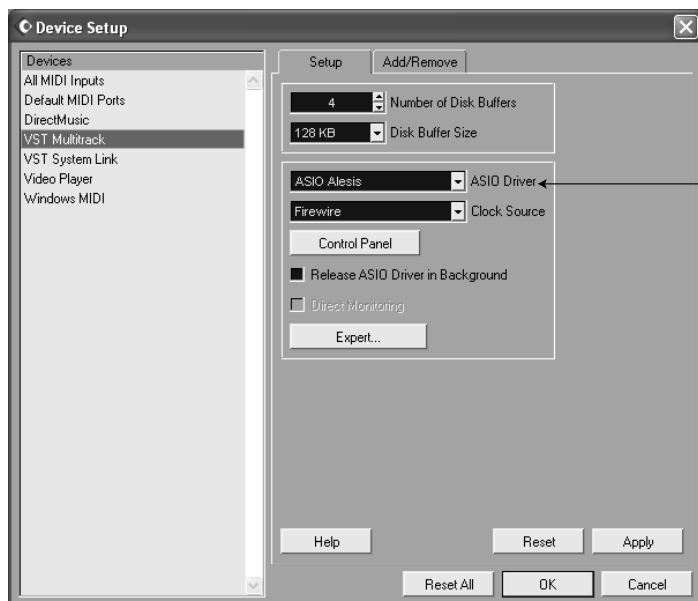 Device Setup
Devices
All MIDI Inputs
Default MIDI Ports
DirectMusic
VST Multitrack
VST System Link
Video Player
Windows MIDI
Setup
Add/Remove
4
Number of Disk Buffers
128 KB
Disk Buffer Size
ASIO Alesis
ASIO Driver
Firewire
Clock Source
Control Panel
Release ASIO Driver in Background
Direct Monitoring
Expert...
Help
Reset
Apply
Reset All
OK
Cancel